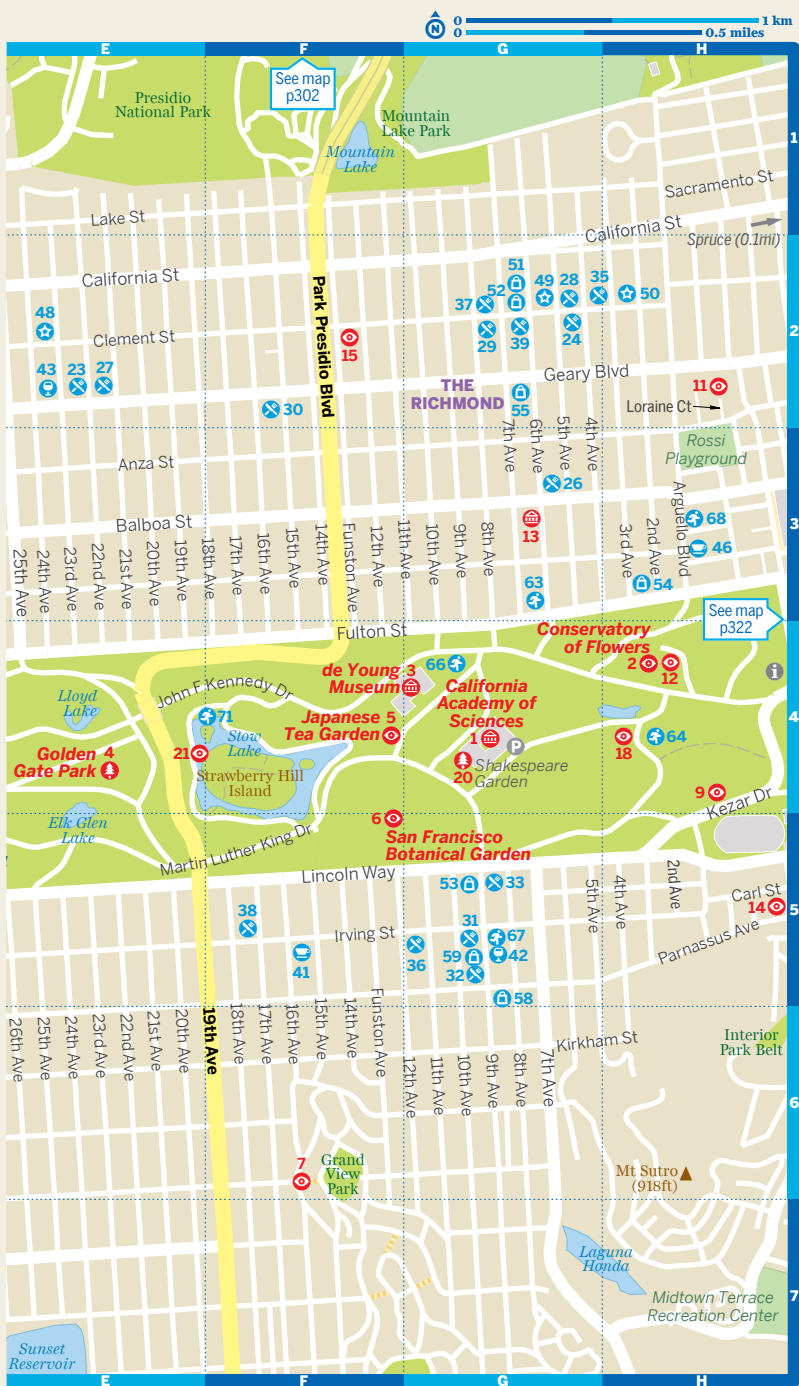 N
0 1 km
0 0.5 miles
E F G H
See map
p302
Presidio
National Park
Mountain
Lake Park
Mountain
Lake
1
Sacramento St
Lake St
California St
Spruce (0.1mi)
California St
Park Presidio Blvd
51
52
49 28 35
50
37
48
Clement St
15
29 39 24
2
43 23 27
Geary Blvd
THE
RICHMOND
55
11
Loraine Ct
30
7th Ave
6th Ave
5th Ave
4th Ave
Rossi
Playground
Anza St
26
Arguello Blvd
Balboa St
13
68
46
3
25th Ave
24th Ave
23rd Ave
22nd Ave
21st Ave
20th Ave
19th Ave
18th Ave
17th Ave
16th Ave
15th Ave
14th Ave
Funston Ave
12th Ave
11th Ave
10th Ave
9th Ave
8th Ave
3rd Ave
2nd Ave
54
63
See map
p322
Fulton St
Conservatory
of Flowers
2
12
de Young 3
Museum
66
California
Academy of
Sciences
1
P
i
John F Kennedy Dr
Lloyd
Lake
71
Japanese 5
Tea Garden
Stow
Lake
4
21
18
64
Golden 4
Gate Park
20
Shakespeare
Garden
Strawberry Hill
Island
9
Kezar Dr
Elk Glen
Lake
6
San Francisco
Botanical Garden
Martin Luther King Dr
Lincoln Way
53
33
5th Ave
4th Ave
2nd Ave
Carl St
14
5
38
Irving St
31
67
36
59
42
32
41
Parnassus Ave
58
26th Ave
25th Ave
24th Ave
23rd Ave
22nd Ave
21st Ave
20th Ave
19th Ave
18th Ave
17th Ave
16th Ave
15th Ave
14th Ave
Funston Ave
12th Ave
11th Ave
10th Ave
9th Ave
8th Ave
7th Ave
Kirkham St
Interior
Park Belt
6
7
Grand
View
Park
Mt Sutro
(918ft)
Laguna
Honda
Midtown Terrace
Recreation Center
7
Sunset
Reservoir
E F G H